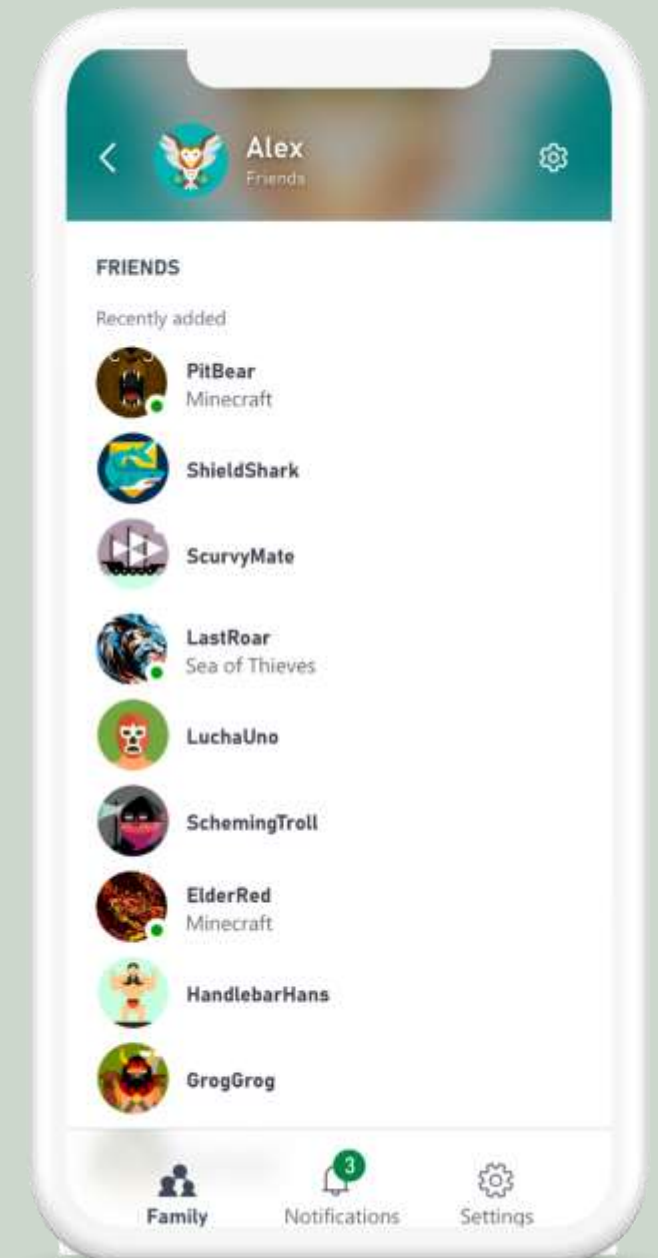 Alex
Friends
FRIENDS
Recently added
PitBear
Minecraft
ShieldShark
ScurvyMate
LastRoar
Sea of Thieves
LuchaUno
SchemingTroll
ElderRed
Minecraft
HandlebarHans
GrogGrog
3
Family Notifications Settings